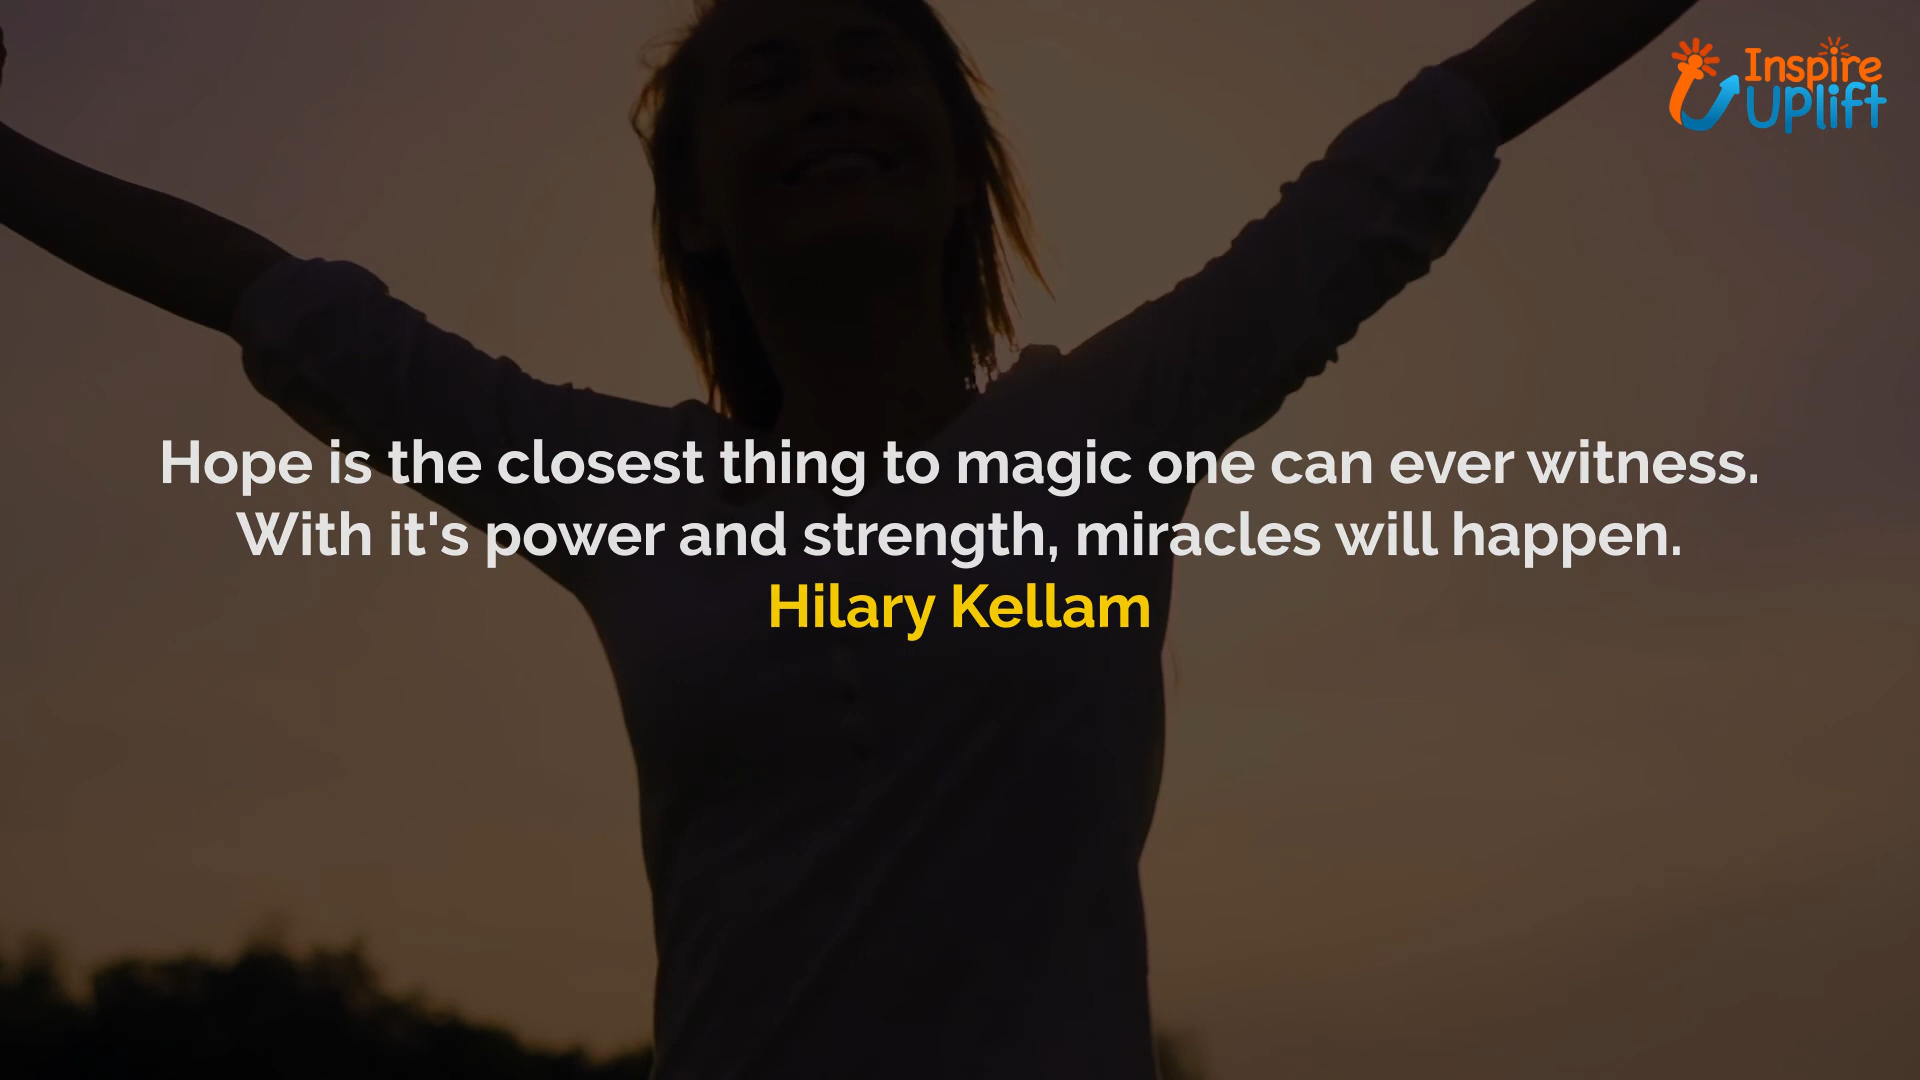 Inspire
Uplift
Hope is the closest thing to magic one can ever witness.
With it's power and strength, miracles will happen.
Hilary Kellam